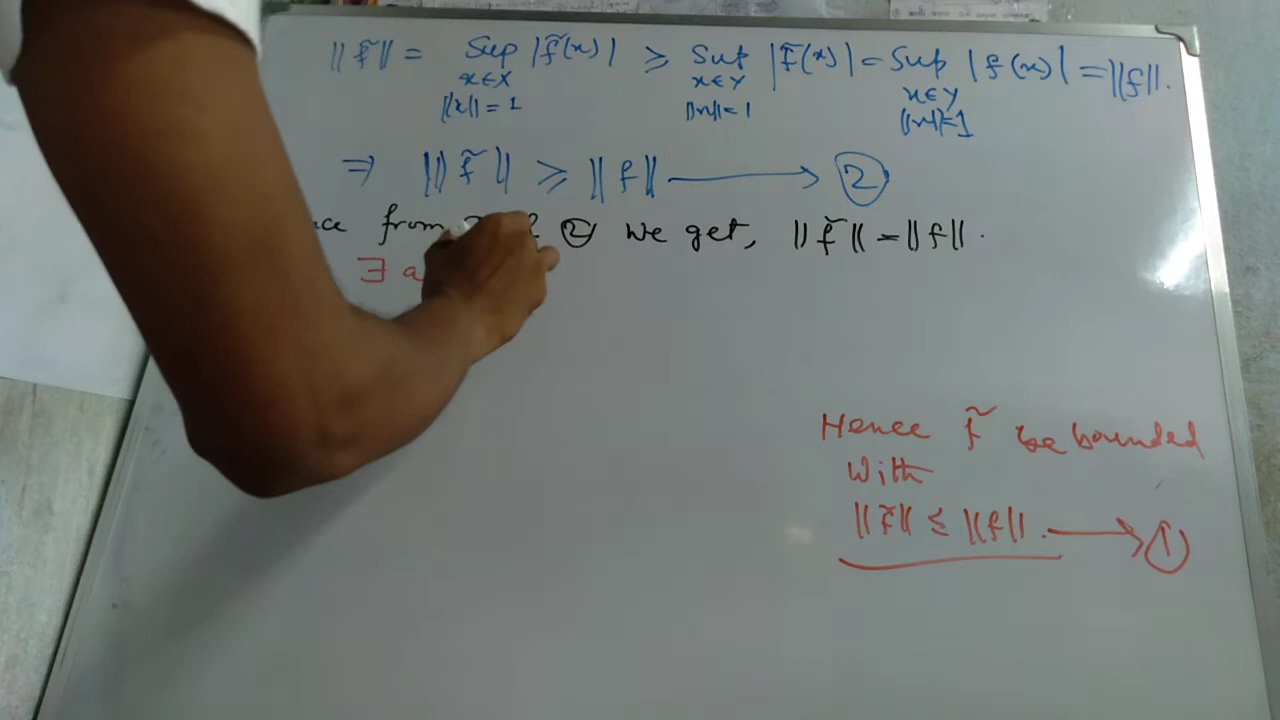 ||f̃|| = Sup |f̃(x)| ⩾ Sup |f̃(x)| = Sup |f(x)| = ||f||.
x∈X x∈Y x∈Y
||x|| = 1 ||x|| = 1 ||x|| = 1
⇒ ||f̃|| ⩾ ||f|| ⟶ ②
from ② We get, ||f̃|| = ||f||.
∃ a
Hence f̃ be bounded
With
||f̃|| ≤ ||f||. ⟶ ①